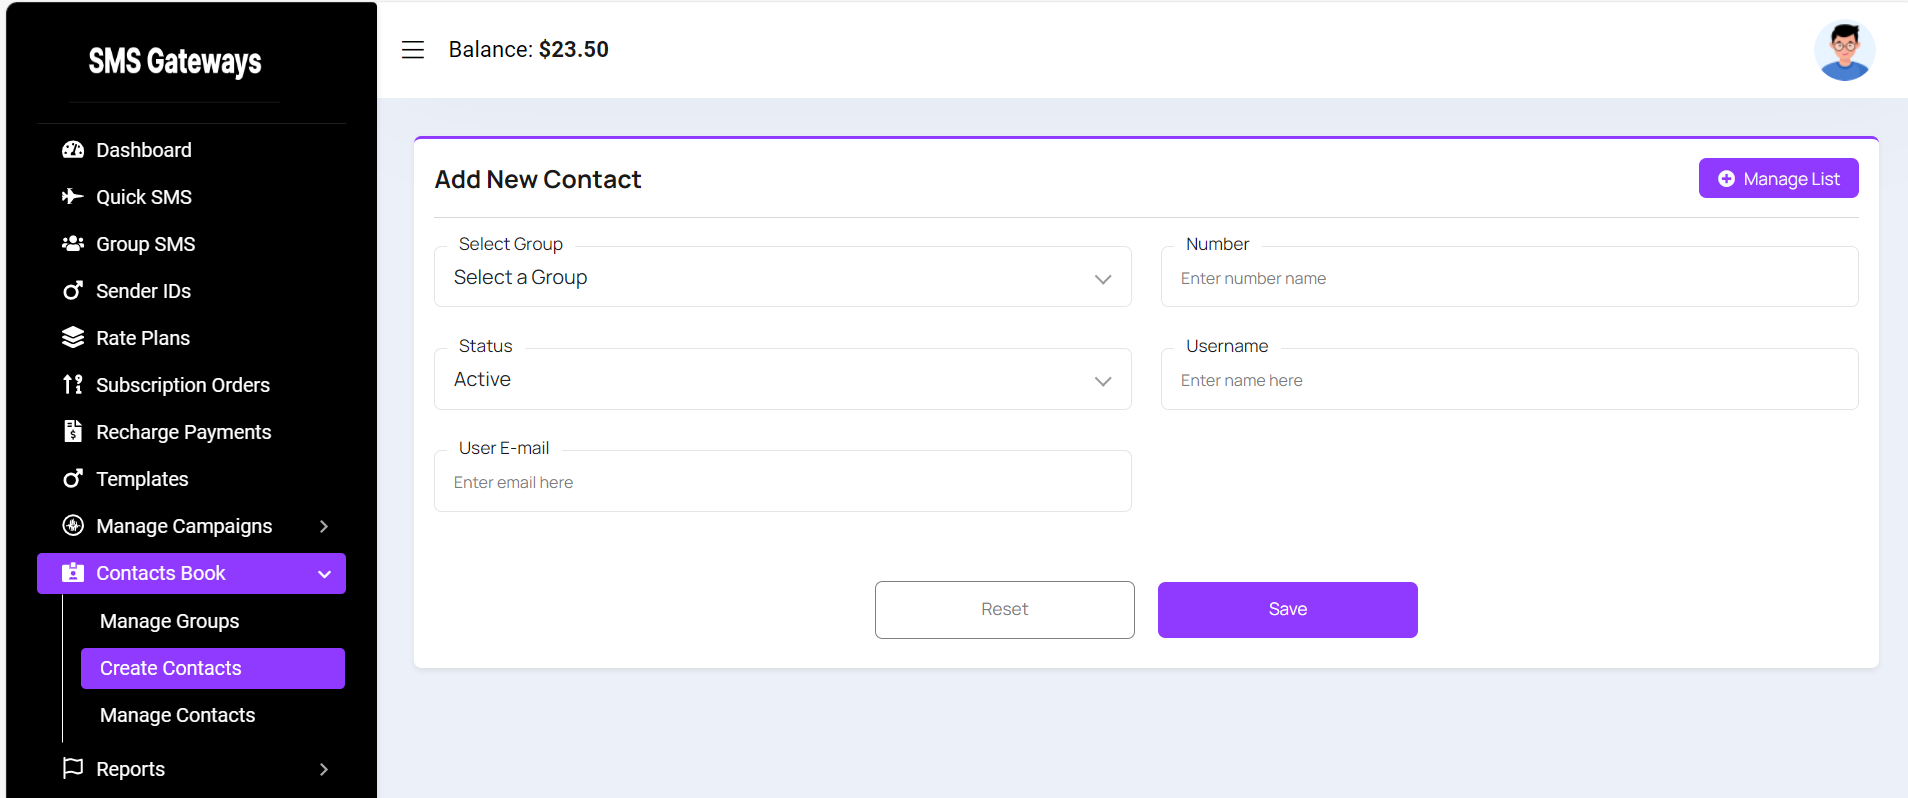 SMS Gateways
Balance: $23.50
Dashboard
Quick SMS
Group SMS
Sender IDs
Rate Plans
Subscription Orders
Recharge Payments
Templates
Manage Campaigns
Contacts Book
Manage Groups
Create Contacts
Manage Contacts
Reports
Add New Contact
Manage List
Select Group
Select a Group
Number
Enter number name
Status
Active
Username
Enter name here
User E-mail
Enter email here
Reset
Save